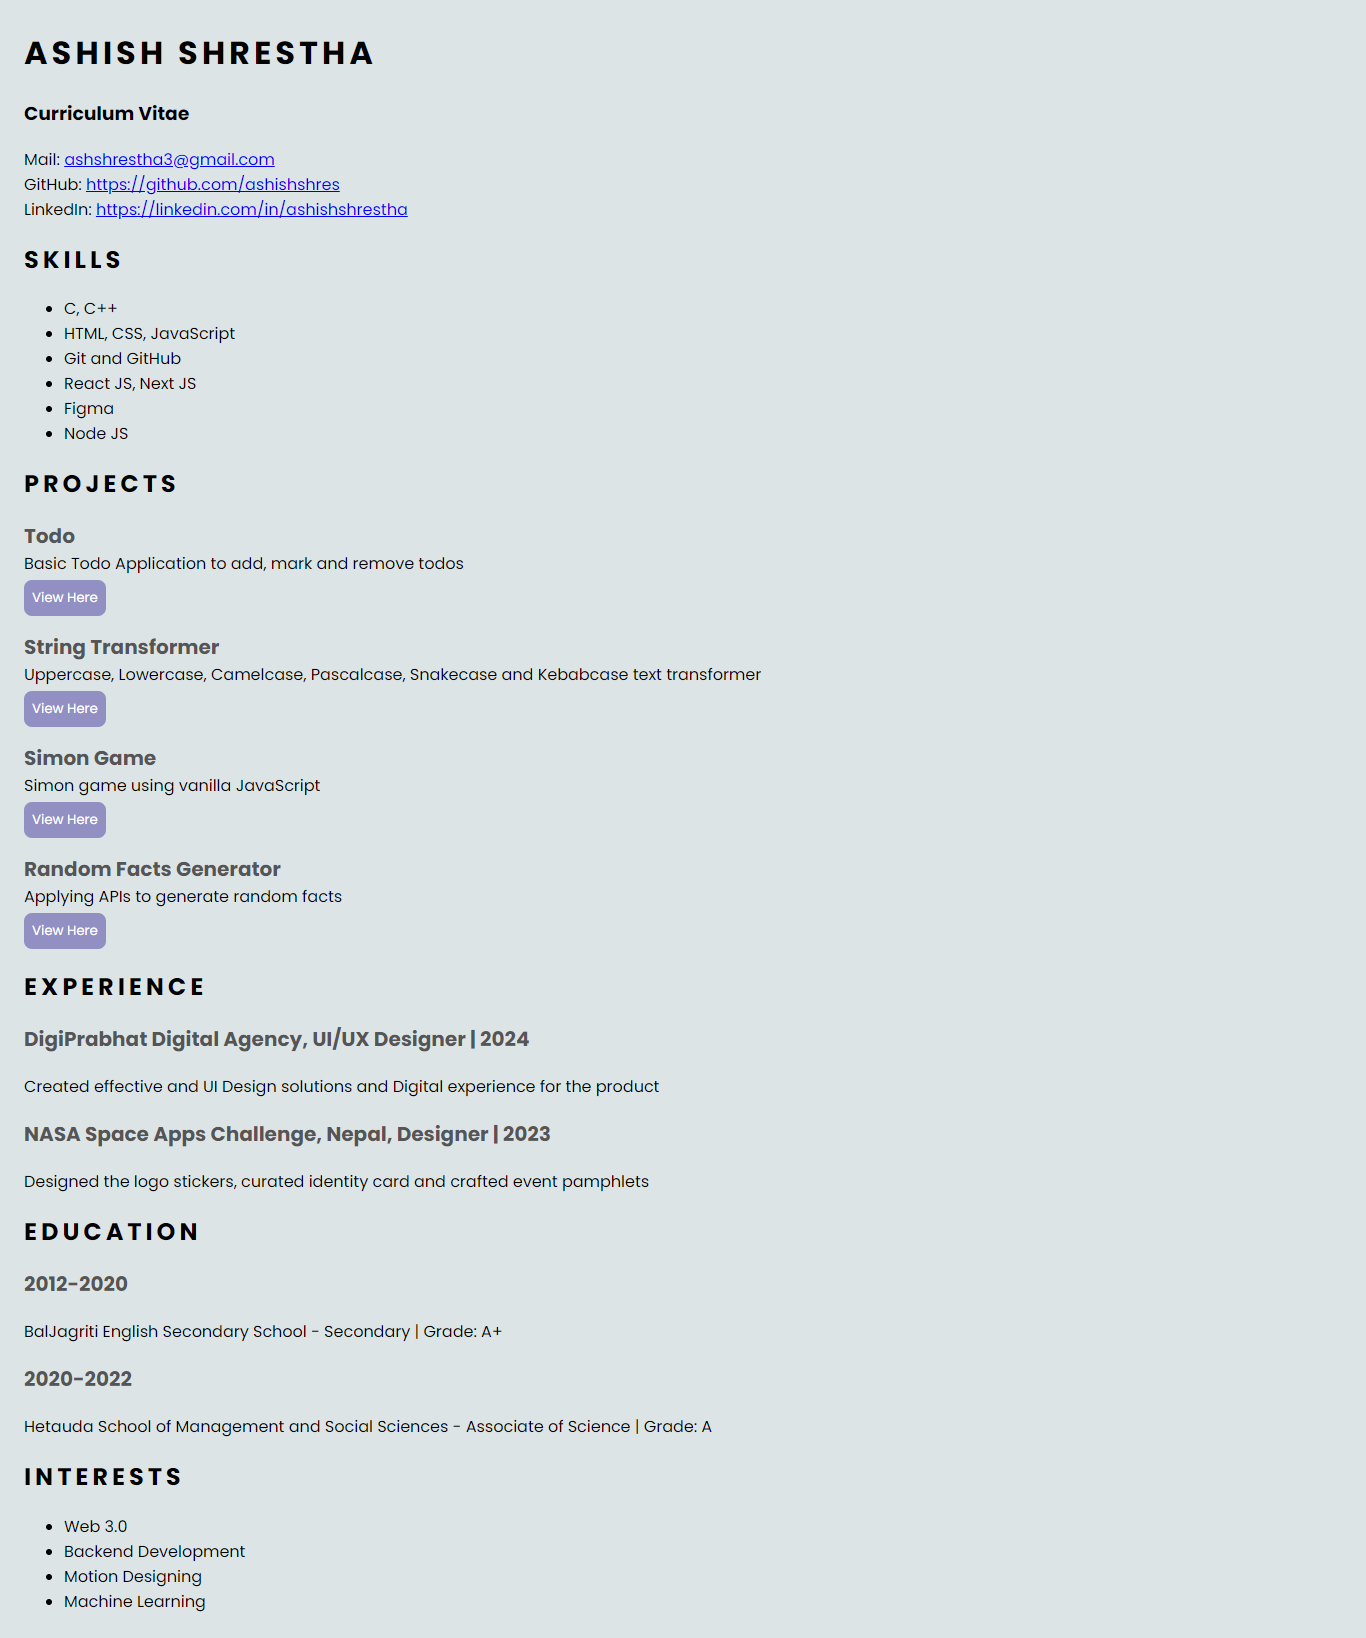 ASHISH SHRESTHA
Curriculum Vitae
Mail: ashshrestha3@gmail.com
GitHub: https://github.com/ashishshres
LinkedIn: https://linkedin.com/in/ashishshrestha
SKILLS
• C, C++
• HTML, CSS, JavaScript
• Git and GitHub
• React JS, Next JS
• Figma
• Node JS
PROJECTS
Todo
Basic Todo Application to add, mark and remove todos
View Here
String Transformer
Uppercase, Lowercase, Camelcase, Pascalcase, Snakecase and Kebabcase text transformer
View Here
Simon Game
Simon game using vanilla JavaScript
View Here
Random Facts Generator
Applying APIs to generate random facts
View Here
EXPERIENCE
DigiPrabhat Digital Agency, UI/UX Designer | 2024
Created effective and UI Design solutions and Digital experience for the product
NASA Space Apps Challenge, Nepal, Designer | 2023
Designed the logo stickers, curated identity card and crafted event pamphlets
EDUCATION
2012-2020
BalJagriti English Secondary School - Secondary | Grade: A+
2020-2022
Hetauda School of Management and Social Sciences - Associate of Science | Grade: A
INTERESTS
• Web 3.0
• Backend Development
• Motion Designing
• Machine Learning